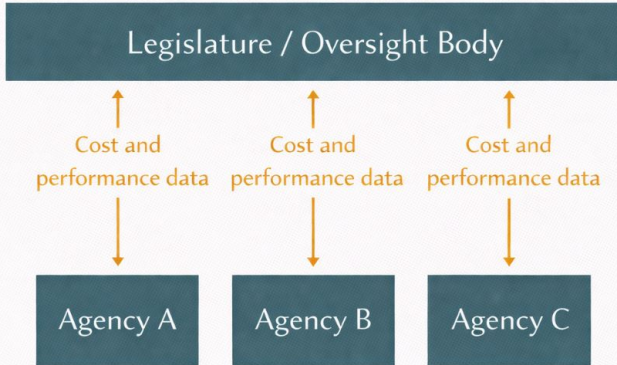 Legislature / Oversight Body
Cost and
performance data
Cost and
performance data
Cost and
performance data
Agency A
Agency B
Agency C